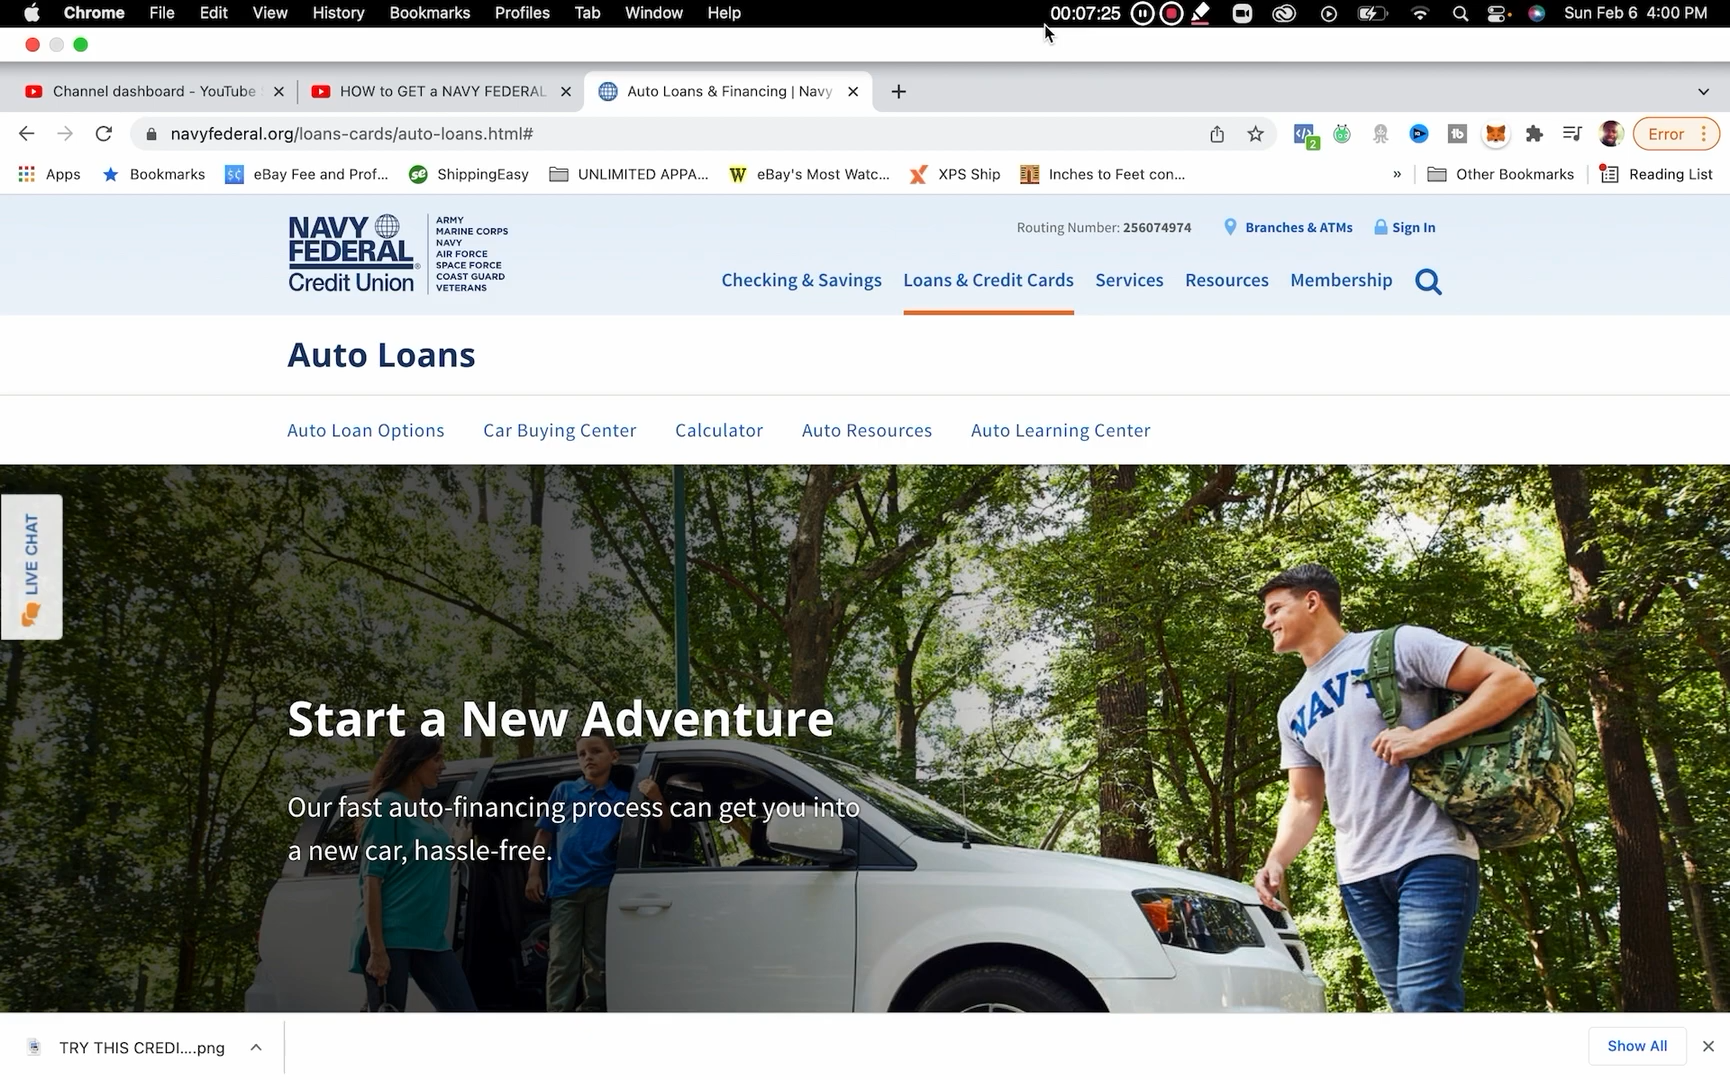 Chrome File Edit View History Bookmarks Profiles Tab Window Help 00:07:25 Sun Feb 6 4:00 PM
Channel dashboard - YouTube HOW to GET a NAVY FEDERAL Auto Loans & Financing | Navy
navyfederal.org/loans-cards/auto-loans.html# 2 tb Error
Apps Bookmarks $¢ eBay Fee and Prof... se ShippingEasy UNLIMITED APPA... W eBay's Most Watc... XPS Ship Inches to Feet con... » Other Bookmarks Reading List
NAVY
FEDERAL
Credit Union
ARMY
MARINE CORPS
NAVY
AIR FORCE
SPACE FORCE
COAST GUARD
VETERANS
Routing Number: 256074974 Branches & ATMs Sign In
Checking & Savings Loans & Credit Cards Services Resources Membership
Auto Loans
Auto Loan Options Car Buying Center Calculator Auto Resources Auto Learning Center
LIVE CHAT
NAVY
Start a New Adventure
Our fast auto-financing process can get you into
a new car, hassle-free.
TRY THIS CREDI....png Show All